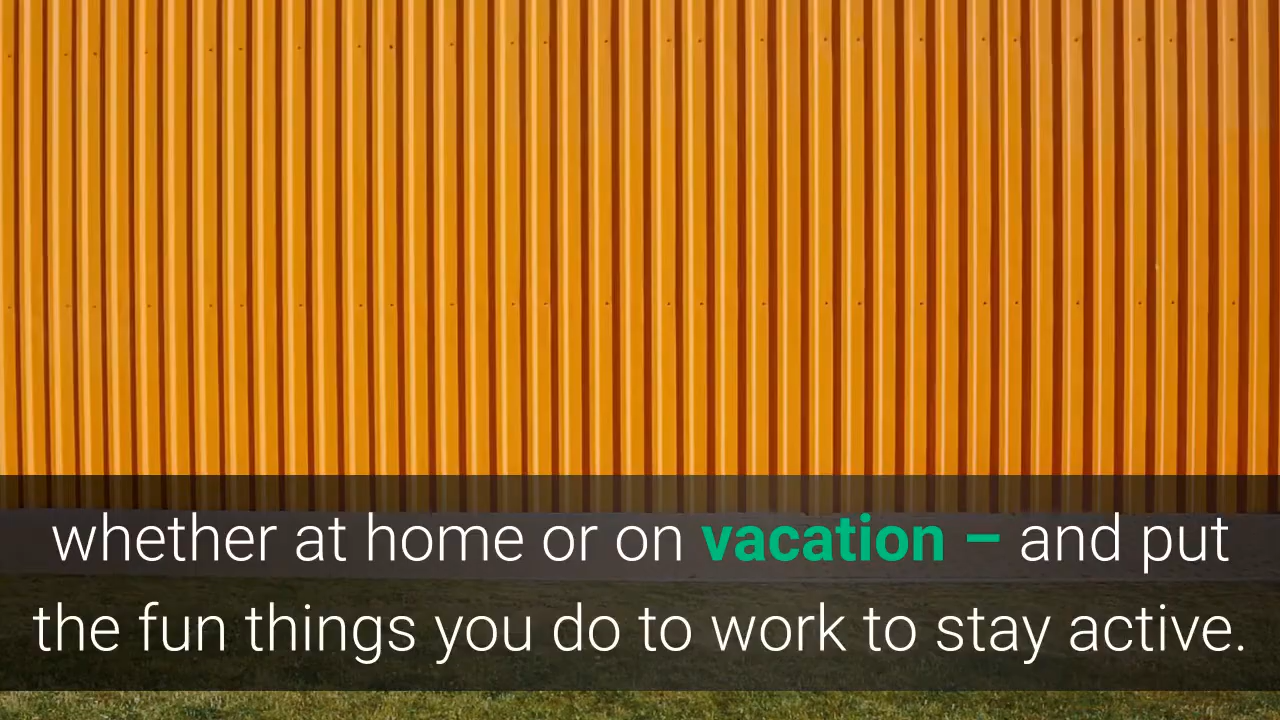 whether at home or on vacation – and put
the fun things you do to work to stay active.